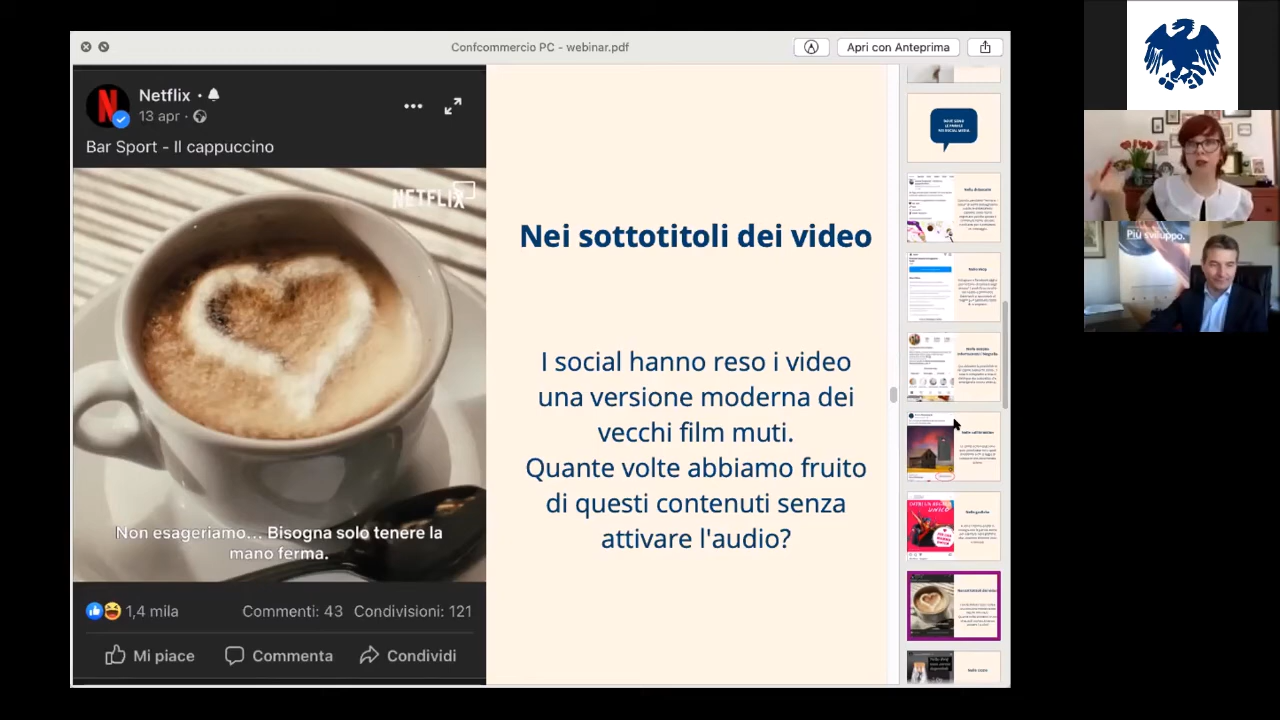 Confcommercio PC - webinar.pdf
Apri con Anteprima
Netflix
13 apr
Bar Sport - Il cappuccino
NETFLIX
Non esageriamo... Bisogna solo tenere la
mano ferma.
1,4 mila
Commenti: 43
Condivisioni: 121
Mi piace
Commenta
Condividi
Nei sottotitoli dei video
I social hanno reso i video
una versione moderna dei
vecchi film muti.
Quante volte abbiamo fruito
di questi contenuti senza
attivare l'audio?
Più sviluppo.